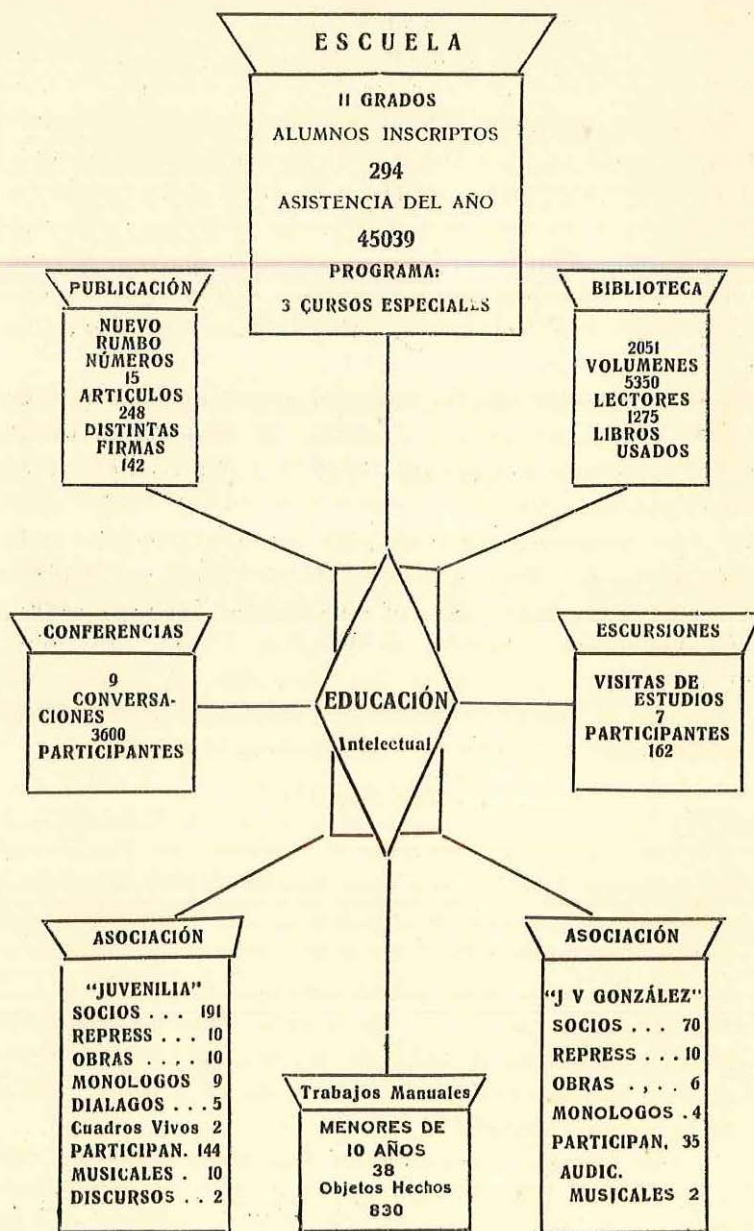 ESCUELA
11 GRADOS
ALUMNOS INSCRIPTOS
294
ASISTENCIA DEL AÑO
45039
PROGRAMA:
3 CURSOS ESPECIALES
PUBLICACIÓN
NUEVO
RUMBO
NÚMEROS
15
ARTICULOS
248
DISTINTAS
FIRMAS
142
BIBLIOTECA
2051
VOLUMENES
5350
LECTORES
1275
LIBROS
USADOS
CONFERENCIAS
9
CONVERSA-
CIONES
3600
PARTICIPANTES
EDUCACIÓN
Intelectual
ESCURSIONES
VISITAS DE
ESTUDIOS
7
PARTICIPANTES
162
ASOCIACIÓN
"JUVENILIA"
SOCIOS . . . 191
REPRESS . . . 10
OBRAS . . . . 10
MONOLOGOS 9
DIALAGOS . . . 5
Cuadros Vivos 2
PARTICIPAN. 144
MUSICALES . 10
DISCURSOS . . 2
Trabajos Manuales
MENORES DE
10 AÑOS
38
Objetos Hechos
830
ASOCIACIÓN
"J V GONZÁLEZ"
SOCIOS . . . 70
REPRESS . . . 10
OBRAS . , . . 6
MONOLOGOS . 4
PARTICIPAN, 35
AUDIC.
MUSICALES 2